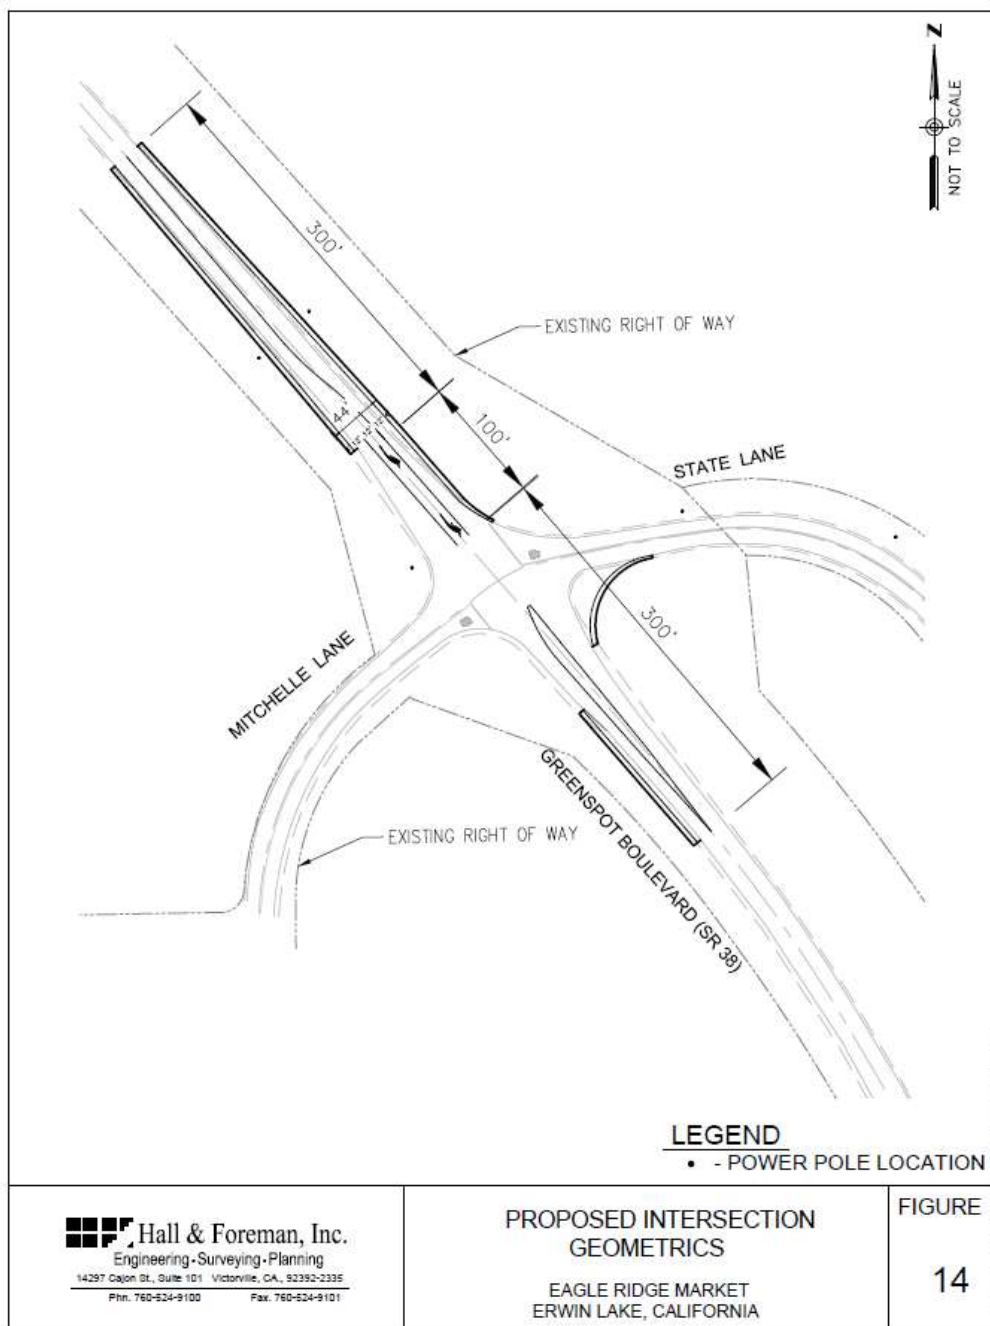 Z
NOT TO SCALE
300'
EXISTING RIGHT OF WAY
100'
44'
STATE LANE
300'
MITCHELLE LANE
GREENSPOT BOULEVARD (SR 38)
EXISTING RIGHT OF WAY
LEGEND
• - POWER POLE LOCATION
Hall & Foreman, Inc.
Engineering•Surveying•Planning
14297 Cajon St., Suite 101 Victorville, CA., 92392-2335
Phn. 760-524-9100 Fax. 760-524-9101
PROPOSED INTERSECTION
GEOMETRICS
EAGLE RIDGE MARKET
ERWIN LAKE, CALIFORNIA
FIGURE
14